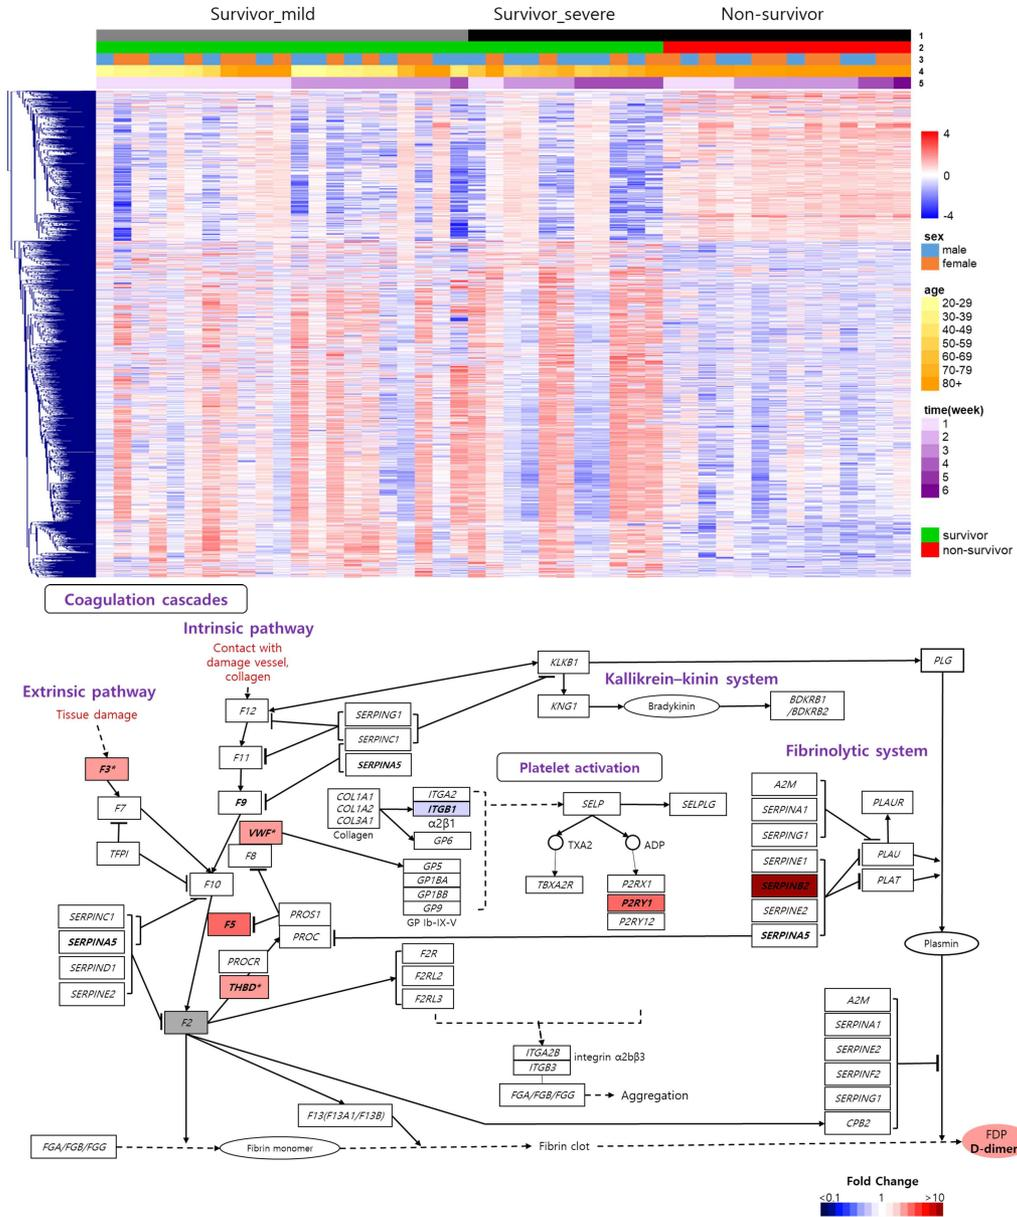 Survivor_mild
Survivor_severe
Non-survivor
1
2
3
4
5
4
0
-4
sex
male
female
age
20-29
30-39
40-49
50-59
60-69
70-79
80+
time(week)
1
2
3
4
5
6
survivor
non-survivor
Coagulation cascades
Intrinsic pathway
Contact with
damage vessel,
collagen
Extrinsic pathway
Tissue damage
KLKB1
PLG
Kallikrein–kinin system
KNG1
Bradykinin
BDKRB1
/BDKRB2
F12
SERPING1
SERPINC1
SERPINA5
F11
F3*
F7
F9
VWF*
F8
TFPI
F10
COL1A1
COL1A2
COL3A1
Collagen
ITGA2
ITGB1
α2β1
GP6
GP5
GP1BA
GP1BB
GP9
GP Ib-IX-V
Platelet activation
SELP
SELPLG
TXA2
ADP
TBXA2R
P2RX1
P2RY1
P2RY12
Fibrinolytic system
A2M
SERPINA1
SERPING1
SERPINE1
SERPINB2
SERPINE2
SERPINA5
PLAUR
PLAU
PLAT
Plasmin
SERPINC1
SERPINA5
SERPIND1
SERPINE2
F5
PROS1
PROC
PROCR
THBD*
F2
F2R
F2RL2
F2RL3
ITGA2B
ITGB3
integrin α2bβ3
FGA/FGB/FGG
Aggregation
A2M
SERPINA1
SERPINE2
SERPINF2
SERPING1
CPB2
F13(F13A1/F13B)
FGA/FGB/FGG
Fibrin monomer
Fibrin clot
FDP
D-dimer
Fold Change
<0.1
1
>10